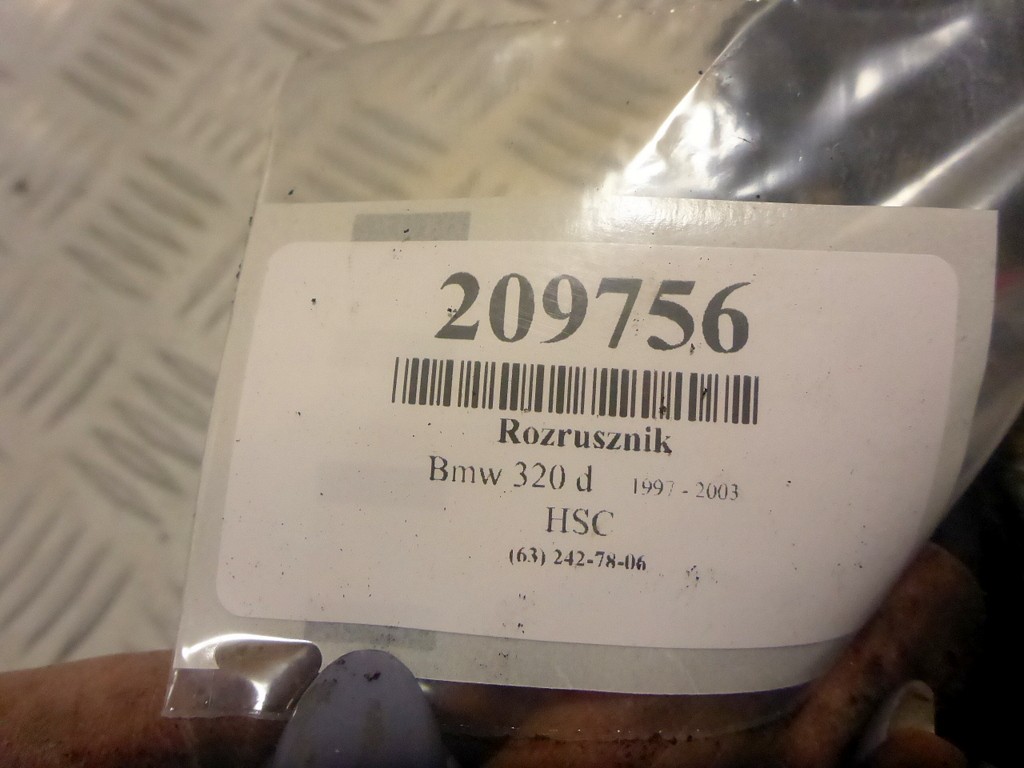 209756
Rozrusznik
Bmw 320 d 1997 - 2003
HSC
(63) 242-78-06